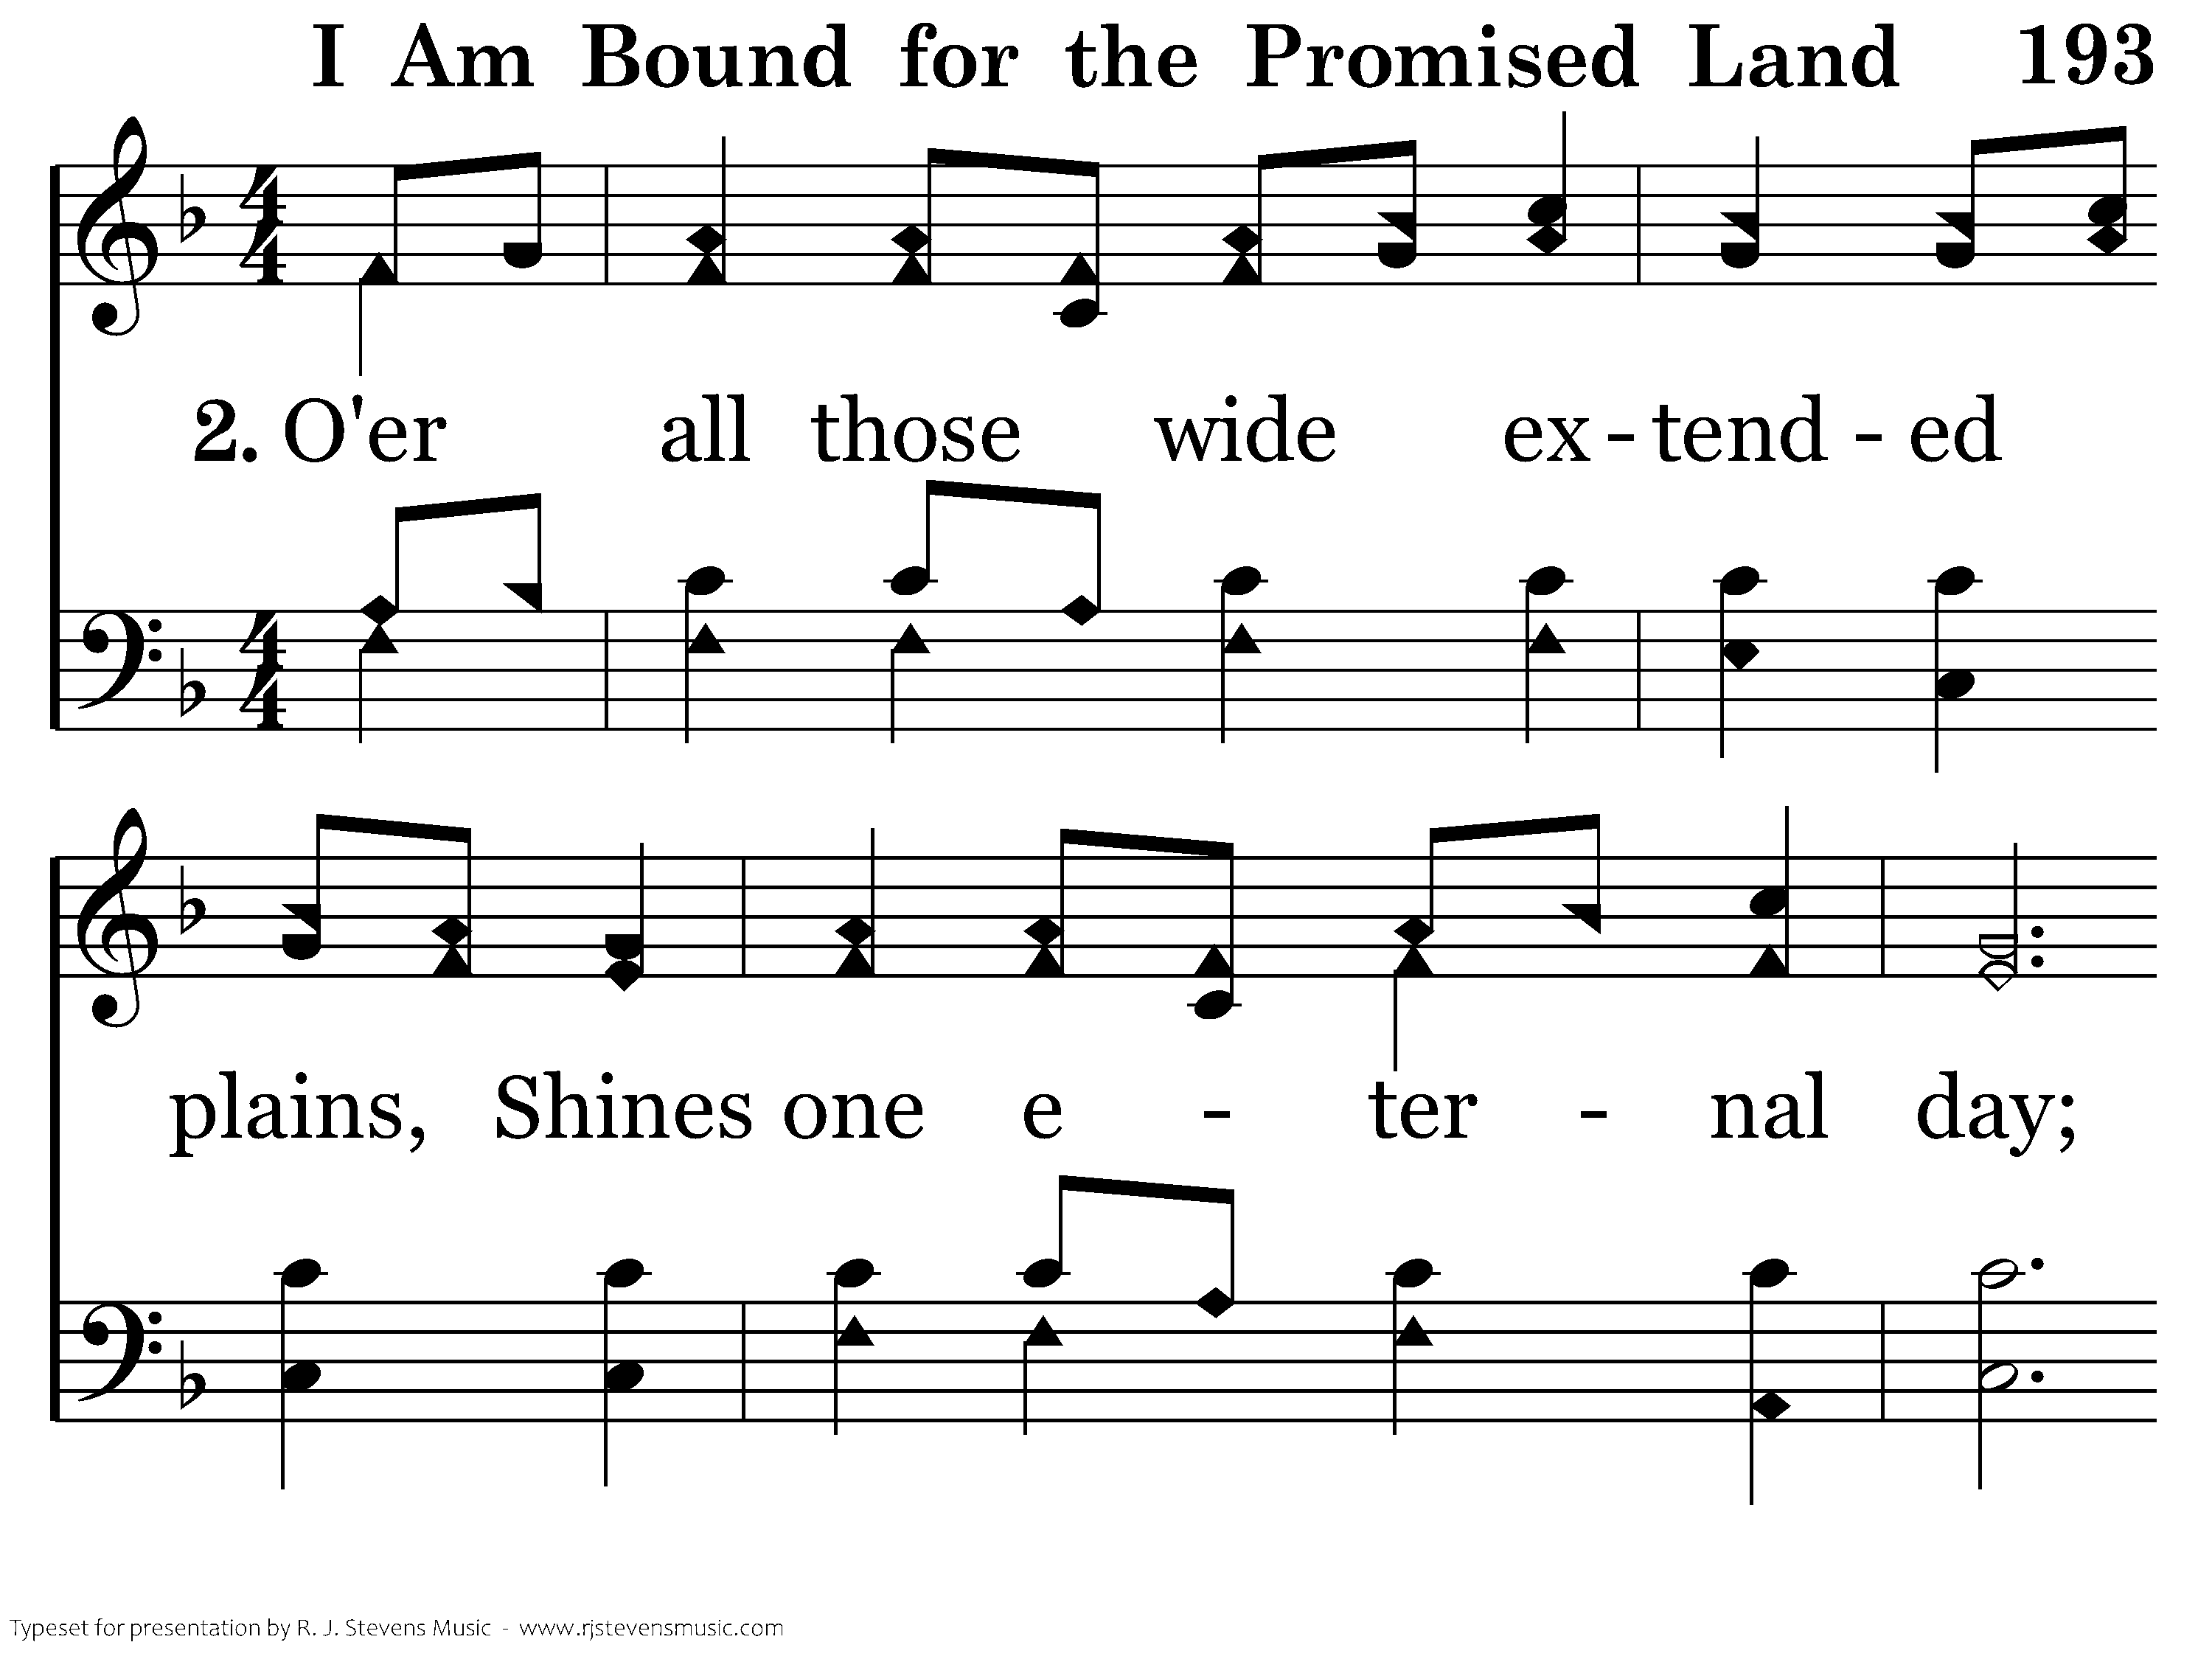 I Am Bound for the Promised Land 193
2. O'er all those wide ex - tend - ed
plains, Shines one e - ter - nal day;
Typeset for presentation by R. J. Stevens Music - www.rjstevensmusic.com